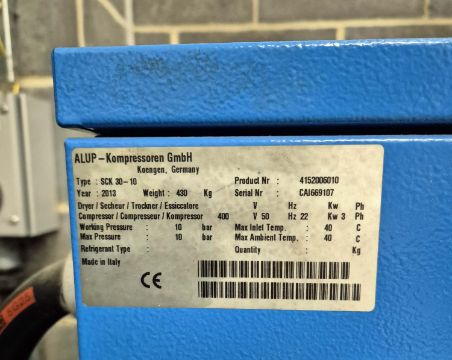 ALUP-Kompressoren GmbH
Koengen, Germany
Type : SCK 30-10 Product Nr : 4152006010
Year : 2013 Weight : 430 Kg Serial Nr : CAI669107
Dryer / Secheur / Trockner / Essiccatore V Hz Kw Ph
Compressor / Compresseur / Kompressor 400 V 50 Hz 22 Kw 3 Ph
Working Pressure : 10 bar Max Inlet Temp. : 40 C
Max Pressure : 10 bar Max Ambient Temp. : 40 C
Refrigerant Type : Quantity : Kg
Made in Italy
CE